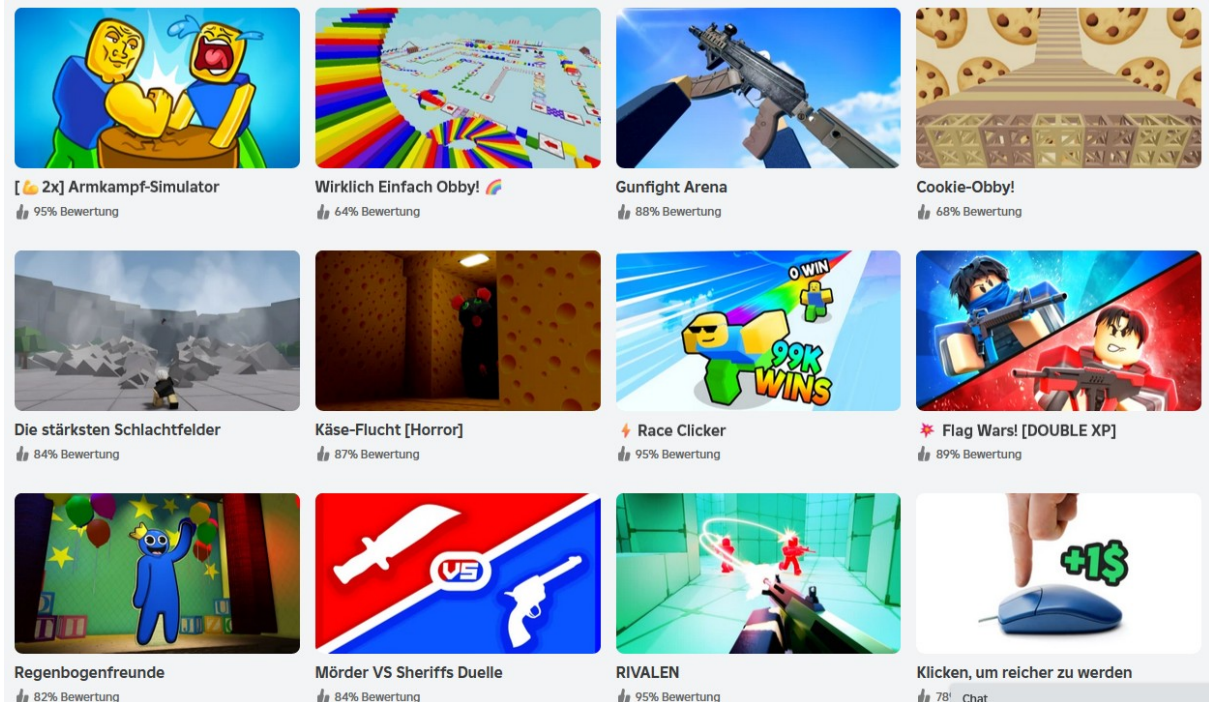 0 WIN
99K
WINS
VS
+1$
[💪 2x] Armkampf-Simulator
95% Bewertung
Wirklich Einfach Obby! 🌈
64% Bewertung
Gunfight Arena
88% Bewertung
Cookie-Obby!
68% Bewertung
Die stärksten Schlachtfelder
84% Bewertung
Käse-Flucht [Horror]
87% Bewertung
⚡ Race Clicker
95% Bewertung
💥 Flag Wars! [DOUBLE XP]
89% Bewertung
Regenbogenfreunde
82% Bewertung
Mörder VS Sheriffs Duelle
84% Bewertung
RIVALEN
95% Bewertung
Klicken, um reicher zu werden
78
Chat